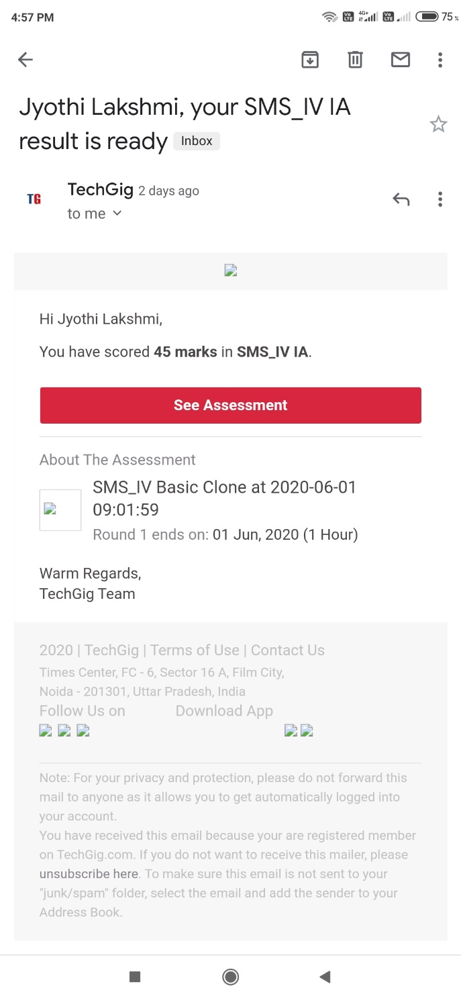 4:57 PM
Vo LTE 4G+ Vo LTE 75 %
Jyothi Lakshmi, your SMS_IV IA
result is ready Inbox
TG
TechGig 2 days ago
to me
Hi Jyothi Lakshmi,
You have scored 45 marks in SMS_IV IA.
See Assessment
About The Assessment
SMS_IV Basic Clone at 2020-06-01
09:01:59
Round 1 ends on: 01 Jun, 2020 (1 Hour)
Warm Regards,
TechGig Team
2020 | TechGig | Terms of Use | Contact Us
Times Center, FC - 6, Sector 16 A, Film City,
Noida - 201301, Uttar Pradesh, India
Follow Us on Download App
Note: For your privacy and protection, please do not forward this
mail to anyone as it allows you to get automatically logged into
your account.
You have received this email because your are registered member
on TechGig.com. If you do not want to receive this mailer, please
unsubscribe here. To make sure this email is not sent to your
"junk/spam" folder, select the email and add the sender to your
Address Book.